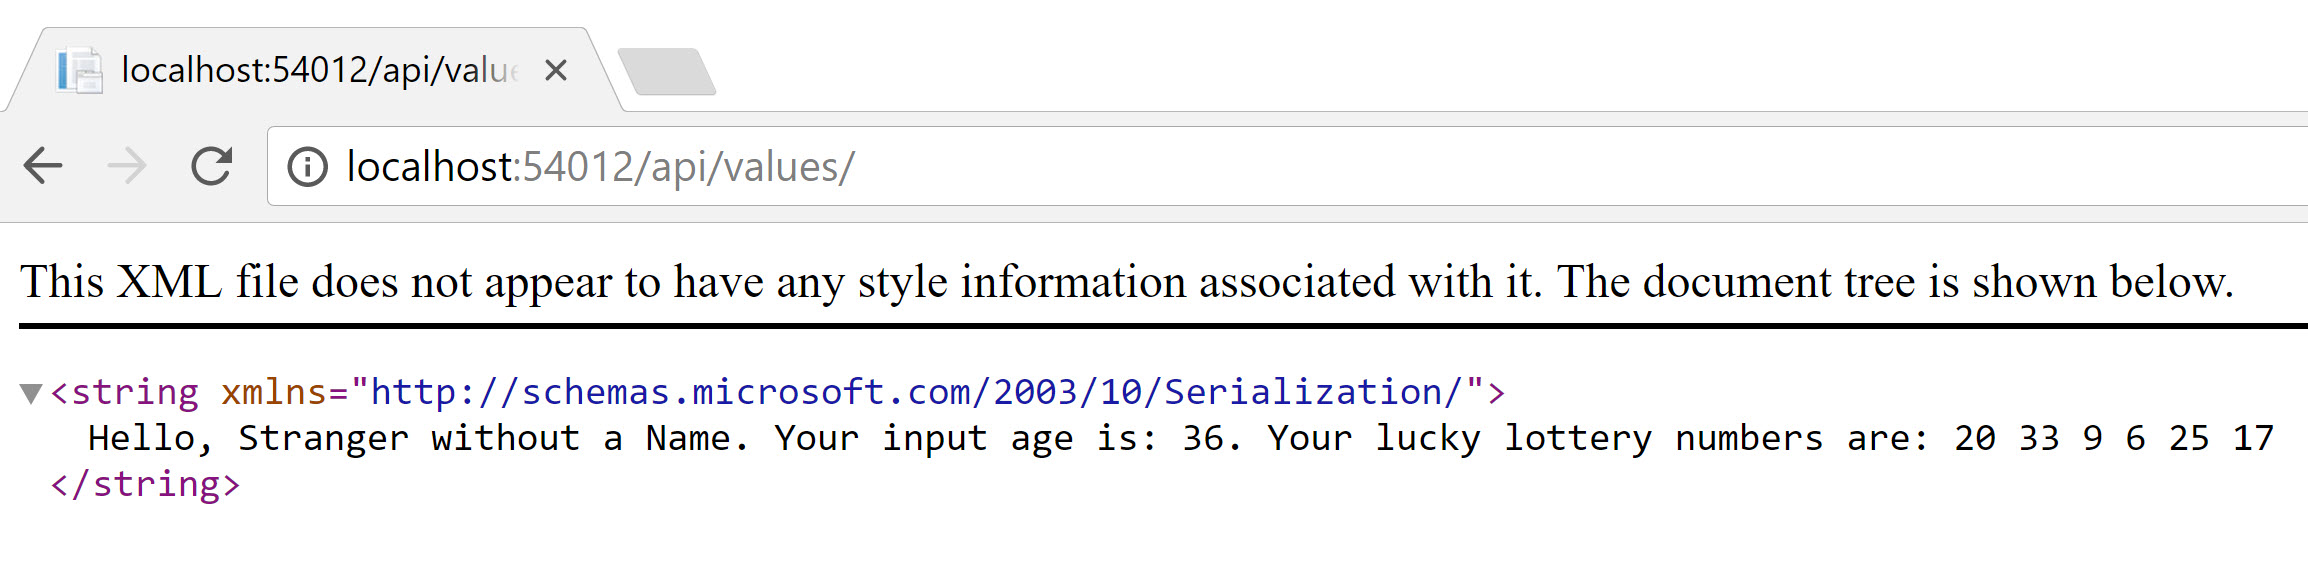 localhost:54012/api/value
localhost:54012/api/values/
This XML file does not appear to have any style information associated with it. The document tree is shown below.
<string xmlns="http://schemas.microsoft.com/2003/10/Serialization/">
Hello, Stranger without a Name. Your input age is: 36. Your lucky lottery numbers are: 20 33 9 6 25 17
</string>